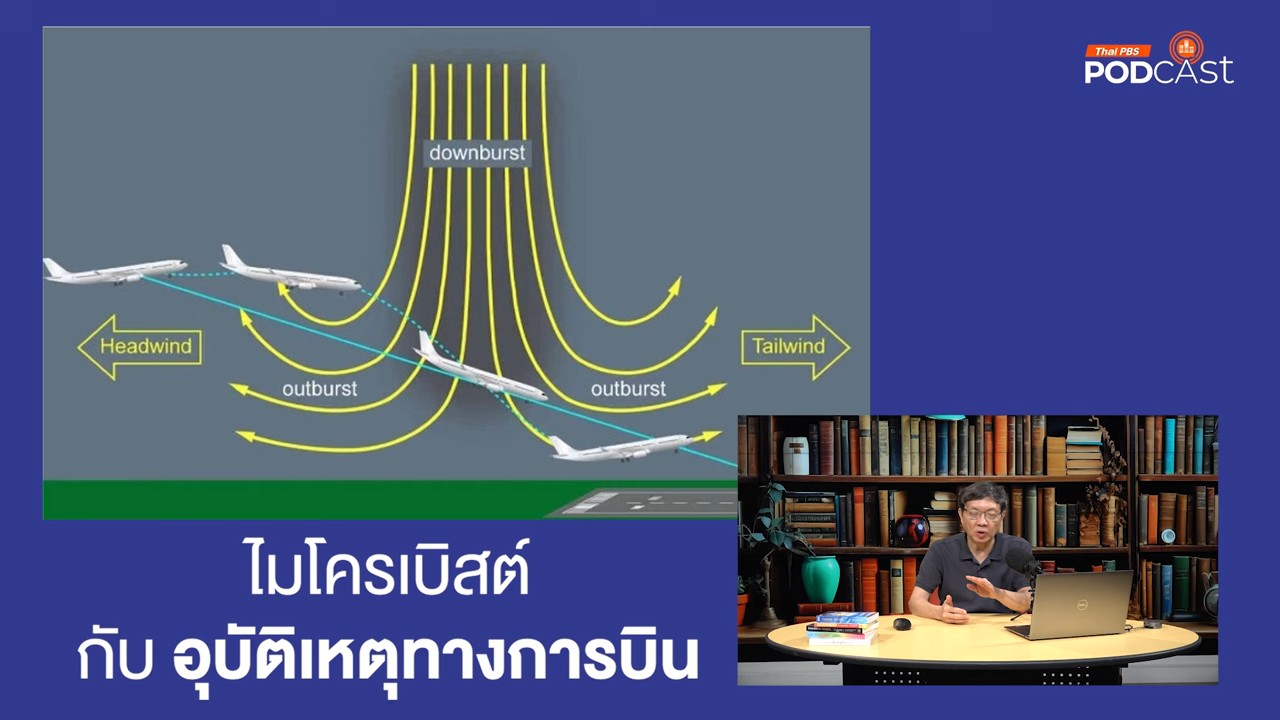 Thai PBS
PODCAst
downburst
Headwind
Tailwind
outburst
outburst
ไมโครเบิสต์
กับ อุบัติเหตุทางการบิน
DELL